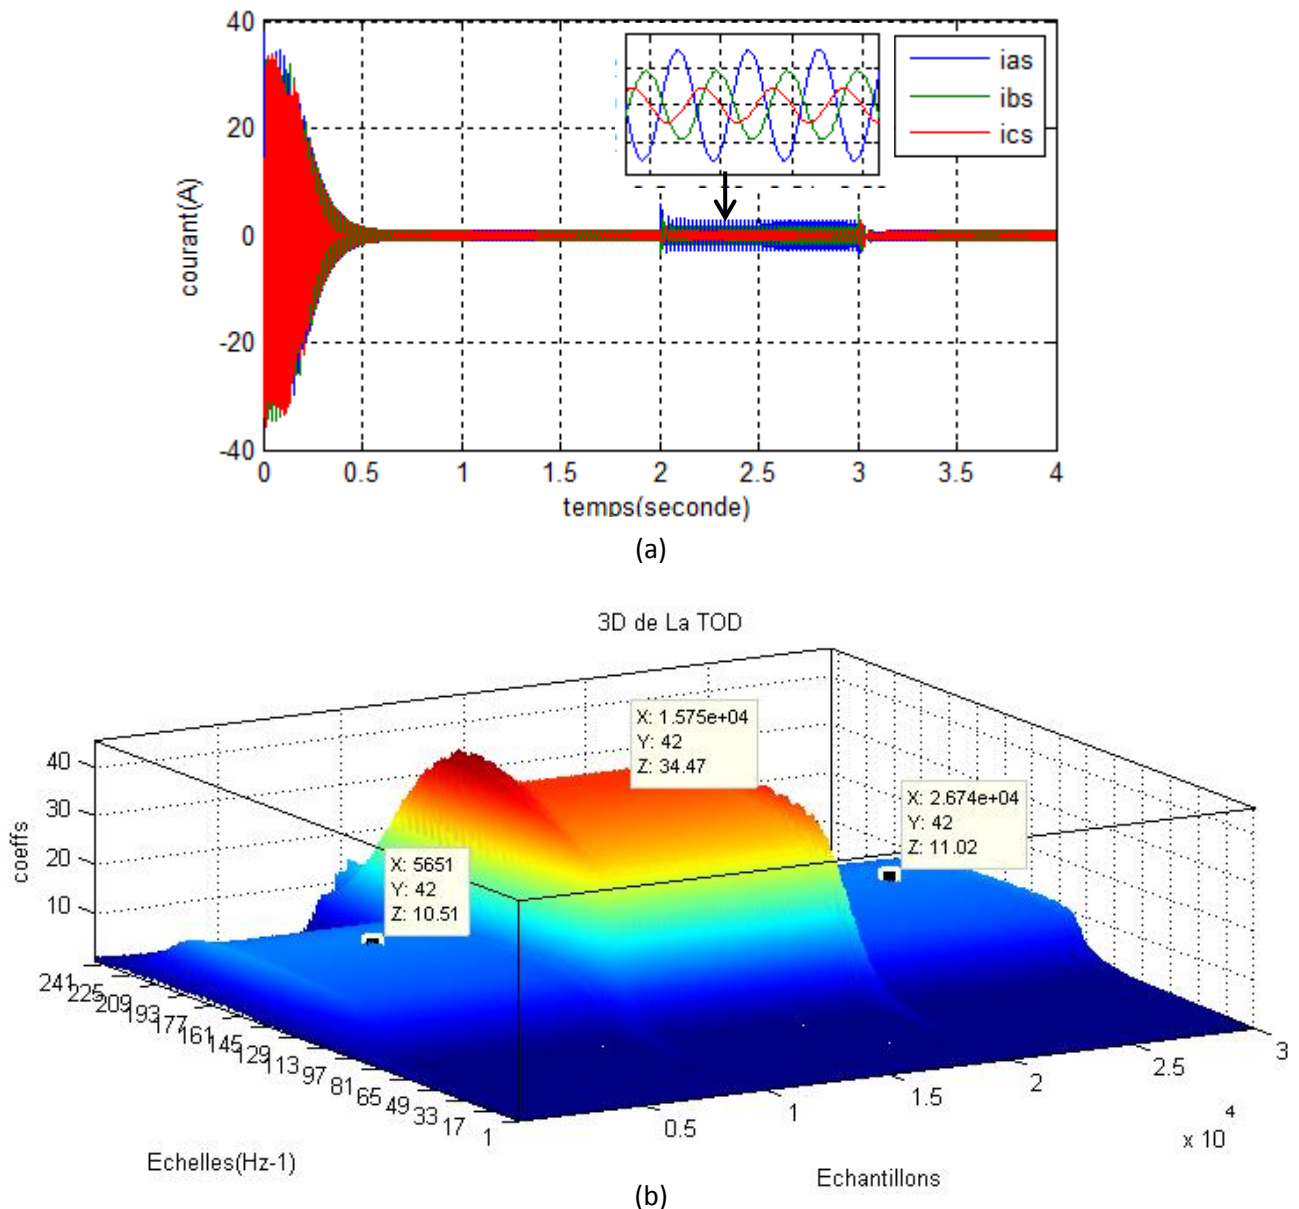 40
20
0
-20
-40
courant(A)
ias
ibs
ics
0 0.5 1 1.5 2 2.5 3 3.5 4
temps(seconde)
(a)
3D de La TOD
X: 1.575e+04
Y: 42
Z: 34.47
X: 2.674e+04
Y: 42
Z: 11.02
X: 5651
Y: 42
Z: 10.51
40
30
20
10
coeffs
241 225 209 193 177 161 145 129 113 97 81 65 49 33 17 1
0.5 1 1.5 2 2.5 3
x 10 4
Echelles(Hz-1)
Echantillons
(b)